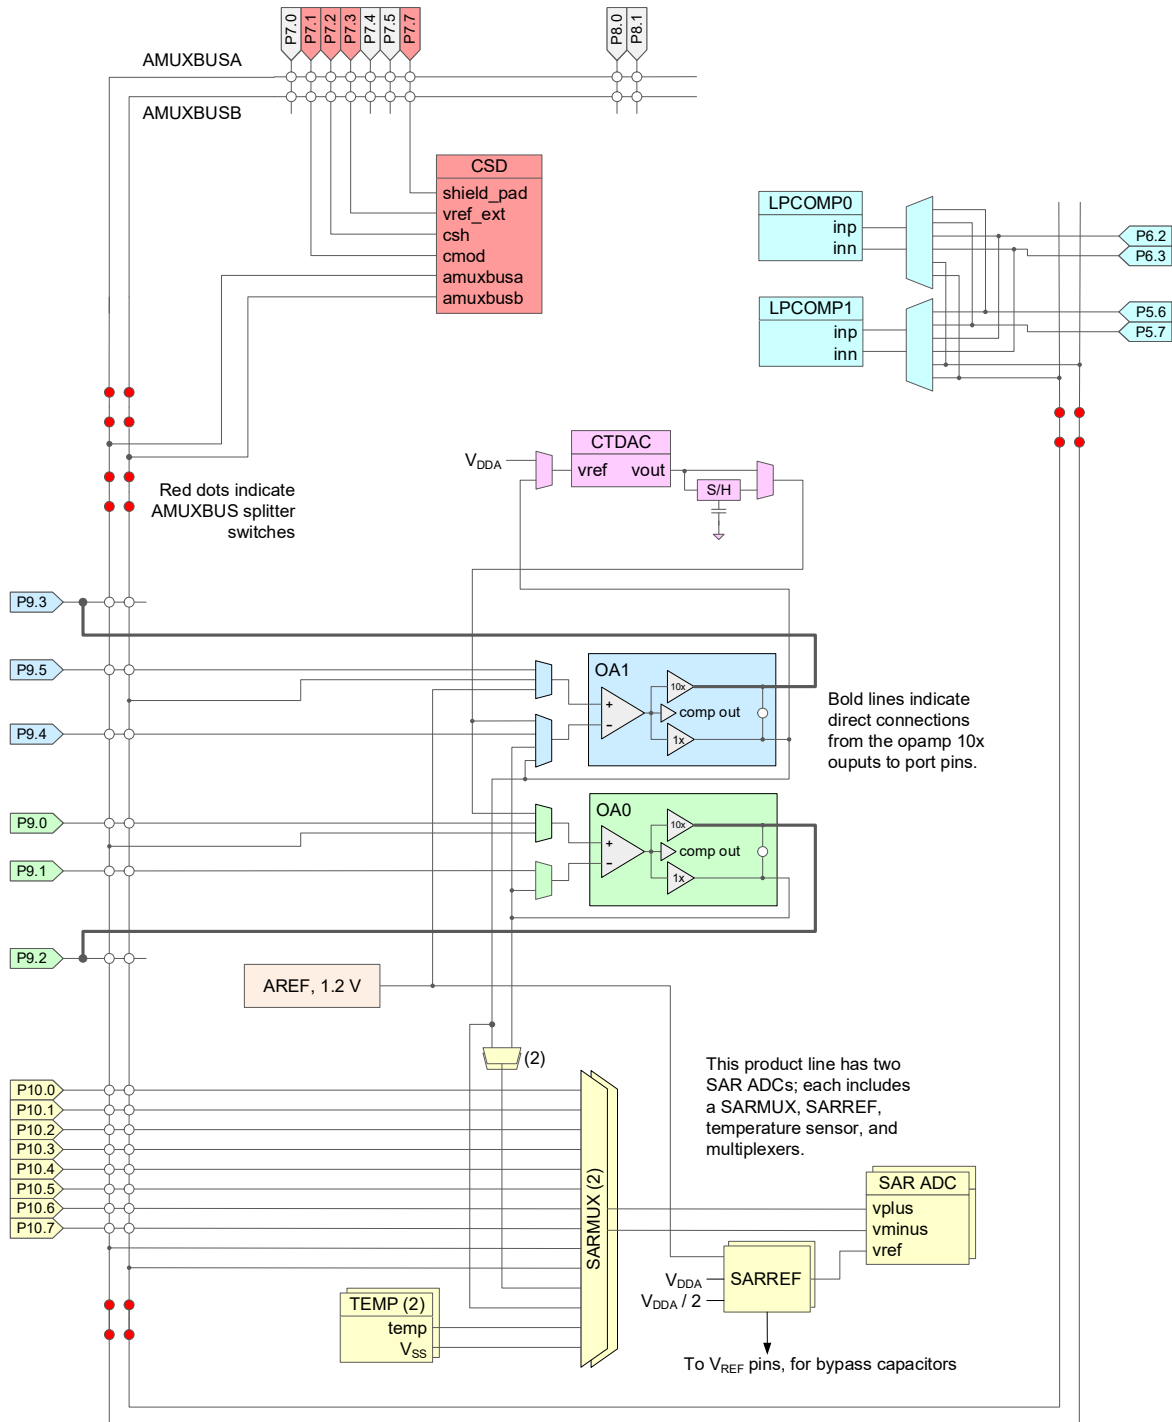 P7.0
P7.1
P7.2
P7.3
P7.4
P7.5
P7.7
P8.0
P8.1
AMUXBUSA
AMUXBUSB
CSD
shield_pad
vref_ext
csh
cmod
amuxbusa
amuxbusb
LPCOMP0
inp
inn
P6.2
P6.3
LPCOMP1
inp
inn
P5.6
P5.7
CTDAC
VDDA
vref vout
S/H
Red dots indicate
AMUXBUS splitter
switches
P9.3
P9.5
P9.4
OA1
+
−
10x
comp out
1x
Bold lines indicate
direct connections
from the opamp 10x
ouputs to port pins.
P9.0
P9.1
OA0
+
−
10x
comp out
1x
P9.2
AREF, 1.2 V
(2)
This product line has two
SAR ADCs; each includes
a SARMUX, SARREF,
temperature sensor, and
multiplexers.
P10.0
P10.1
P10.2
P10.3
P10.4
P10.5
P10.6
P10.7
SARMUX (2)
SAR ADC
vplus
vminus
vref
VDDA
VDDA / 2
SARREF
TEMP (2)
temp
VSS
To VREF pins, for bypass capacitors